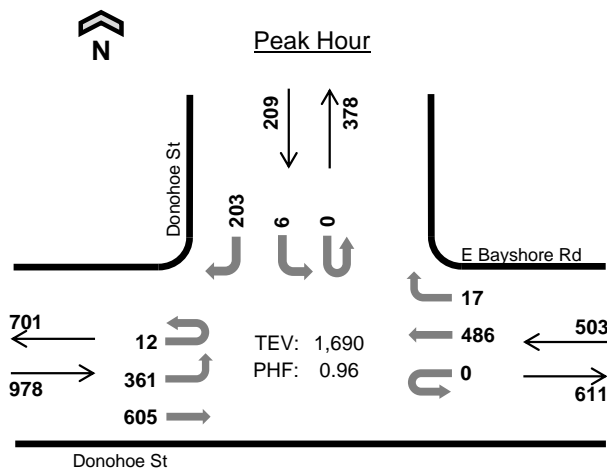 Peak Hour
N
209
378
Donohoe St
203
6
0
E Bayshore Rd
17
701
12
TEV: 1,690
486
503
978
361
PHF: 0.96
0
611
605
Donohoe St